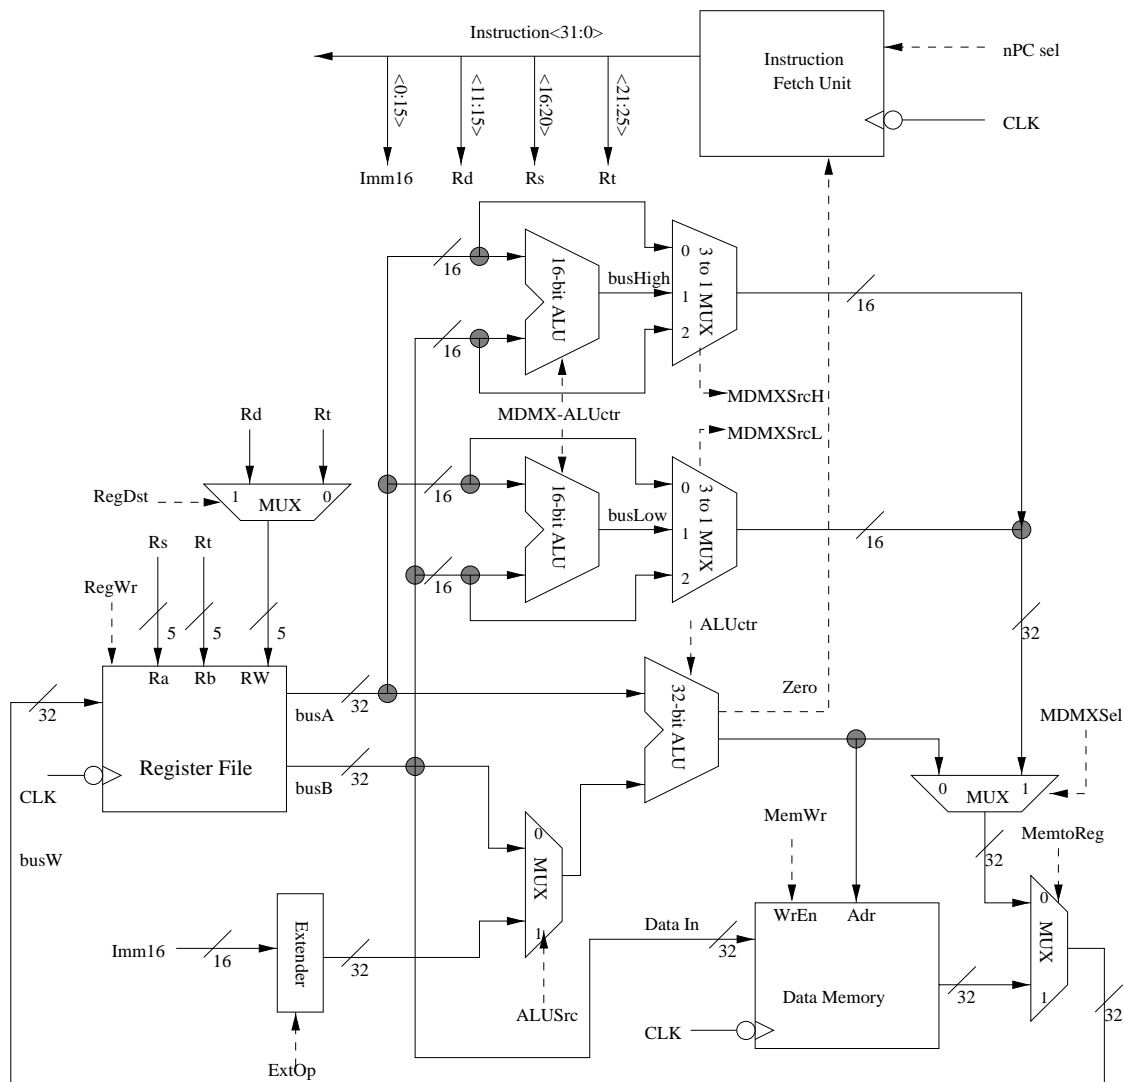 Instruction<31:0>
Instruction
Fetch Unit
nPC sel
CLK
<0:15>
<11:15>
<16:20>
<21:25>
Imm16
Rd
Rs
Rt
16
16-bit ALU
busHigh
0
1
2
3 to 1 MUX
16
16
MDMXSrcH
MDMX-ALUctr
MDMXSrcL
Rd
Rt
RegDst
1
MUX
0
16
16-bit ALU
busLow
0
1
2
3 to 1 MUX
16
16
Rs
Rt
RegWr
5
5
5
ALUctr
32
Ra
Rb
RW
32
busA
32
32-bit ALU
Zero
MDMXSel
Register File
busB
32
CLK
busW
0
MUX
1
0
MUX
1
MemWr
32
MemtoReg
WrEn
Adr
0
MUX
1
Imm16
16
Extender
32
Data In
32
Data Memory
32
32
ALUSrc
CLK
ExtOp